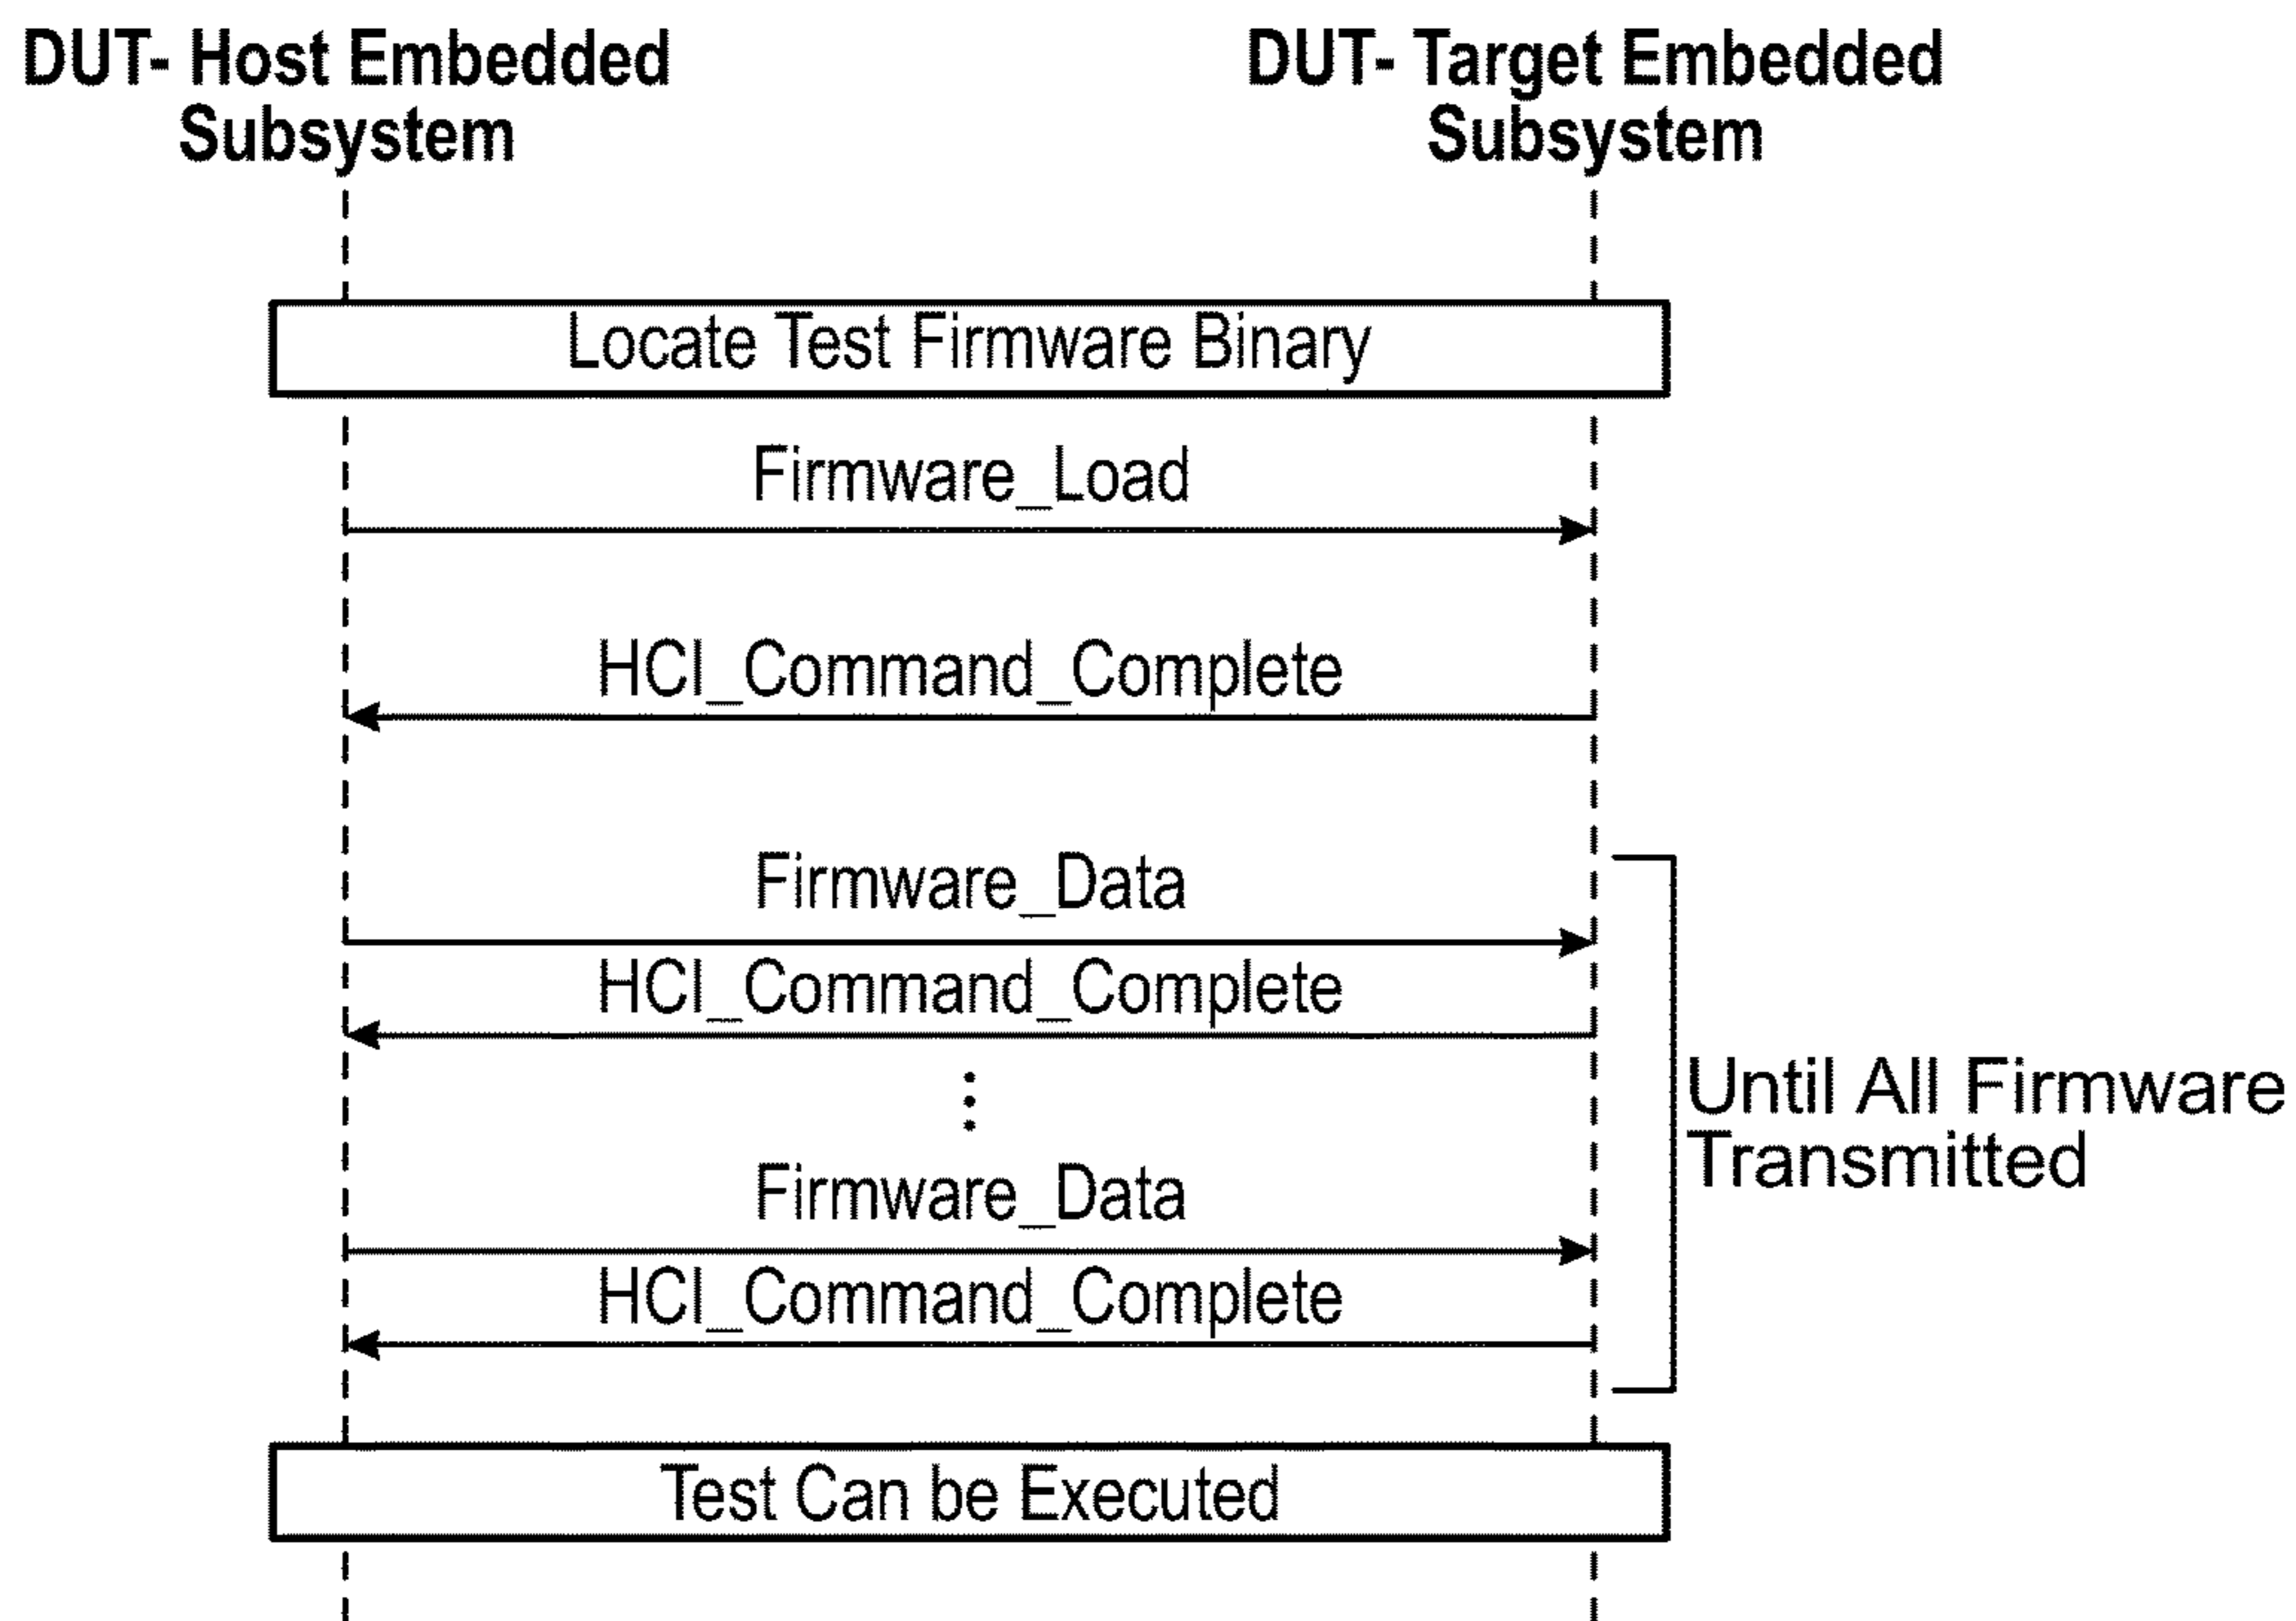 DUT- Host Embedded
Subsystem
DUT- Target Embedded
Subsystem
Locate Test Firmware Binary
Firmware_Load
HCI_Command_Complete
Firmware_Data
HCI_Command_Complete
Until All Firmware
Transmitted
Firmware_Data
HCI_Command_Complete
Test Can be Executed